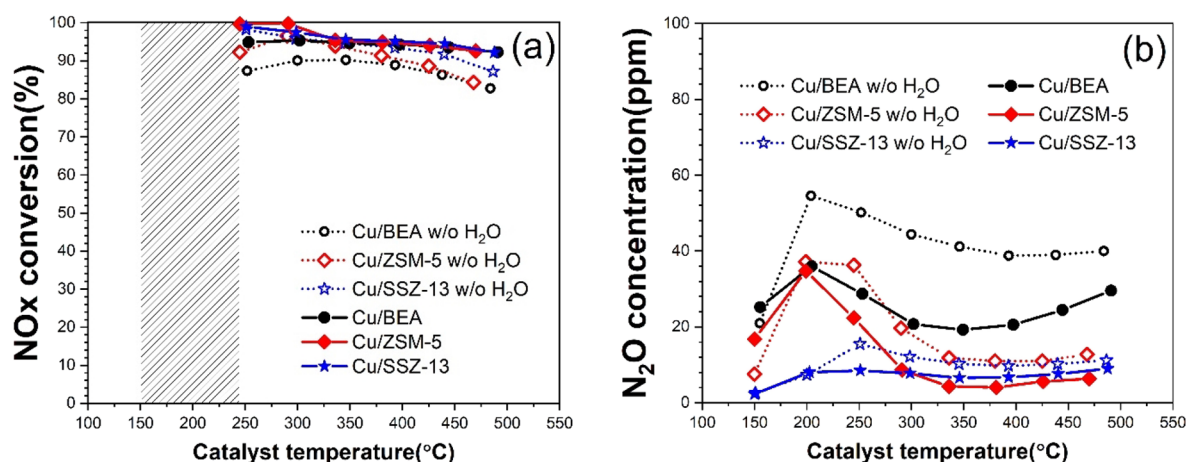 (a)
NOx conversion(%)
100
90
80
70
60
50
40
30
20
10
0
Cu/BEA w/o H₂O
Cu/ZSM-5 w/o H₂O
Cu/SSZ-13 w/o H₂O
Cu/BEA
Cu/ZSM-5
Cu/SSZ-13
100 150 200 250 300 350 400 450 500 550
Catalyst temperature(°C)
(b)
N₂O concentration(ppm)
100
80
60
40
20
0
Cu/BEA w/o H₂O
Cu/ZSM-5 w/o H₂O
Cu/SSZ-13 w/o H₂O
Cu/BEA
Cu/ZSM-5
Cu/SSZ-13
100 150 200 250 300 350 400 450 500 550
Catalyst temperature(°C)